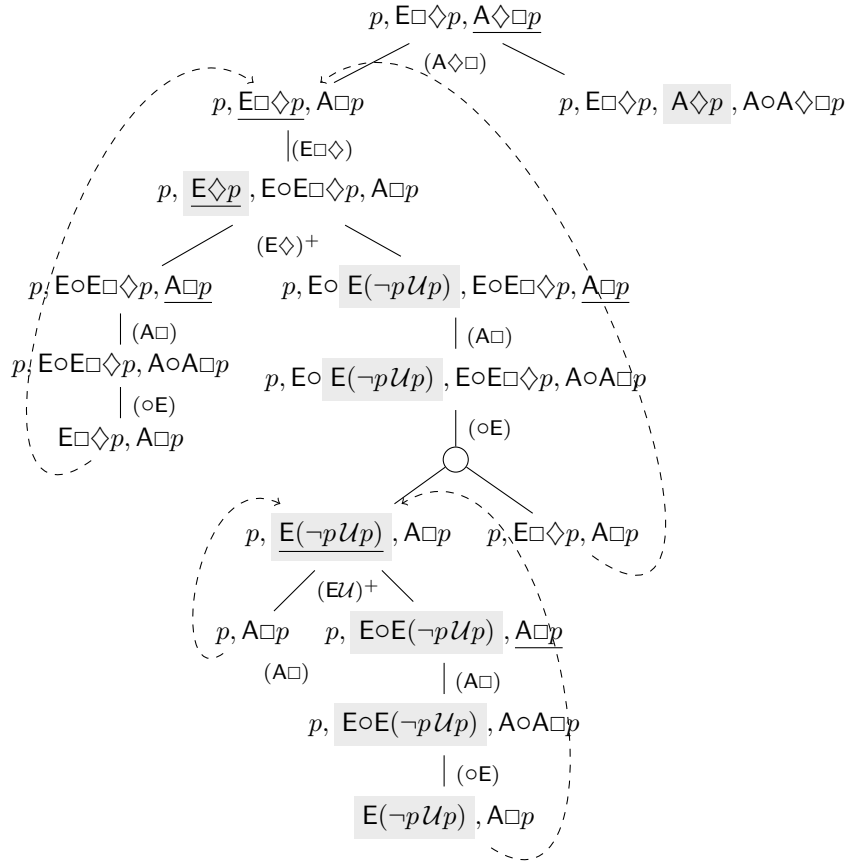 p, E□◇p, A◇□p
(A◇□)
p, E□◇p, A□p
p, E□◇p, A◇p, A○A◇□p
(E□◇)
p, E◇p, E○E□◇p, A□p
(E◇)⁺
p, E○E□◇p, A□p
p, E○E(¬p𝒰p), E○E□◇p, A□p
(A□)
(A□)
p, E○E□◇p, A○A□p
p, E○E(¬p𝒰p), E○E□◇p, A○A□p
(○E)
(○E)
E□◇p, A□p
p, E(¬p𝒰p), A□p
p, E□◇p, A□p
(E𝒰)⁺
p, A□p
p, E○E(¬p𝒰p), A□p
(A□)
(A□)
p, E○E(¬p𝒰p), A○A□p
(○E)
E(¬p𝒰p), A□p